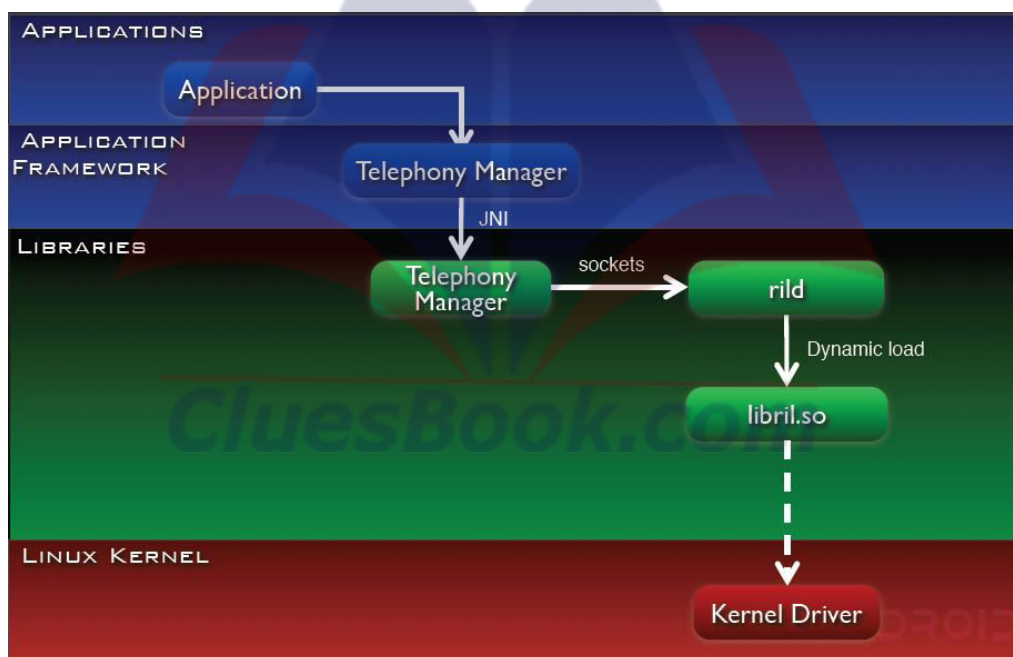 APPLICATIONS
Application
APPLICATION
FRAMEWORK
Telephony Manager
JNI
LIBRARIES
Telephony
Manager
sockets
rild
Dynamic load
libril.so
CluesBook.com
LINUX KERNEL
Kernel Driver
DROID